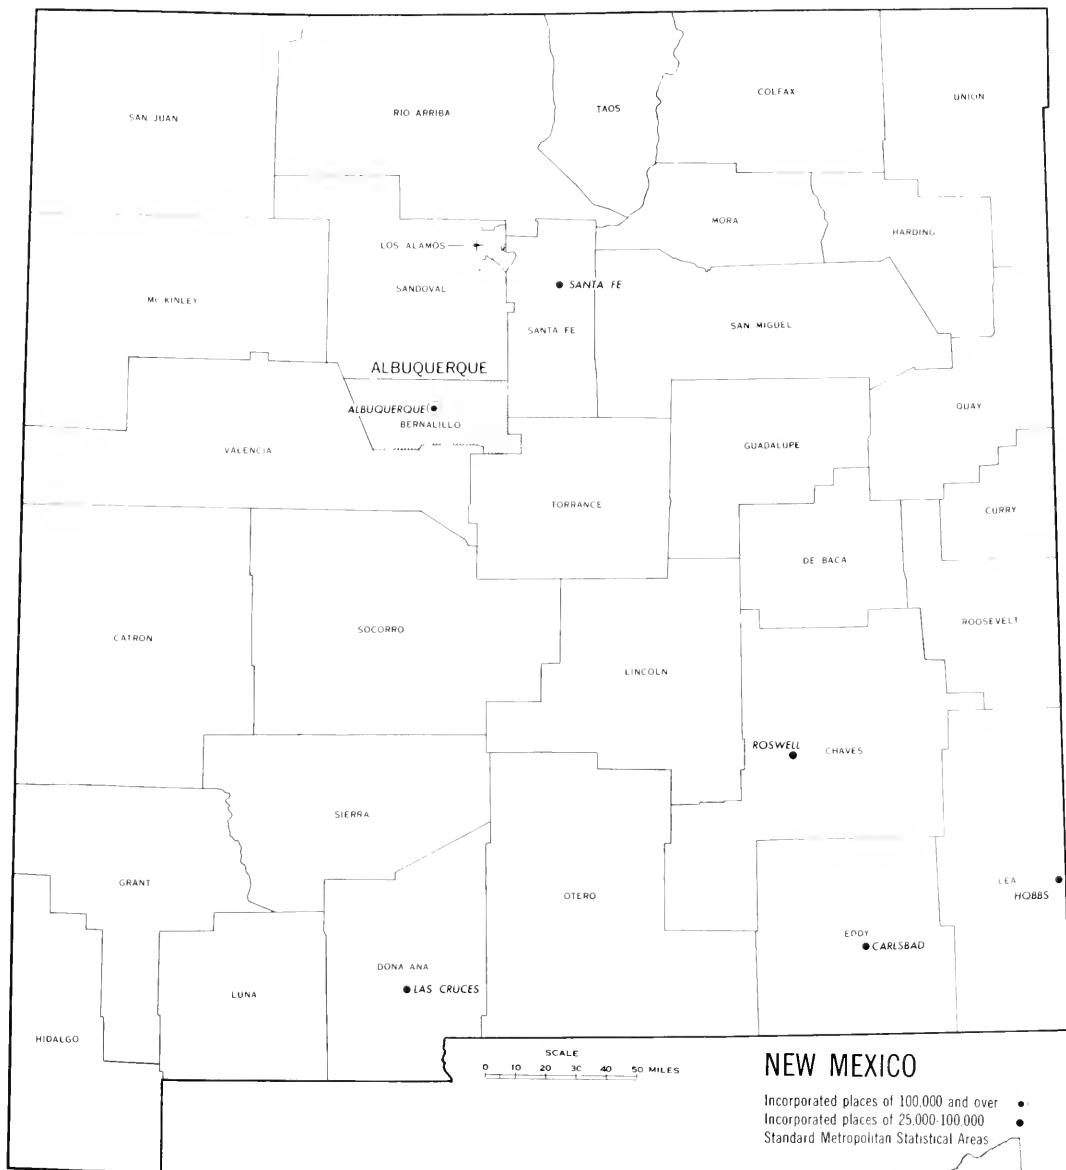 COLFAX
UNION
TAOS
RIO ARRIBA
SAN JUAN
MORA
HARDING
LOS ALAMOS
SANTA FE
SANDOVAL
Mc KINLEY
SAN MIGUEL
SANTA FE
ALBUQUERQUE
ALBUQUERQUE
BERNALILLO
QUAY
GUADALUPE
VALENCIA
TORRANCE
CURRY
DE BACA
ROOSEVELT
SOCORRO
CATRON
LINCOLN
ROSWELL
CHAVES
SIERRA
GRANT
LEA
HOBBS
OTERO
EDDY
CARLSBAD
DONA ANA
LAS CRUCES
LUNA
HIDALGO
SCALE
0 10 20 30 40 50 MILES
NEW MEXICO
Incorporated places of 100,000 and over
Incorporated places of 25,000-100,000
Standard Metropolitan Statistical Areas